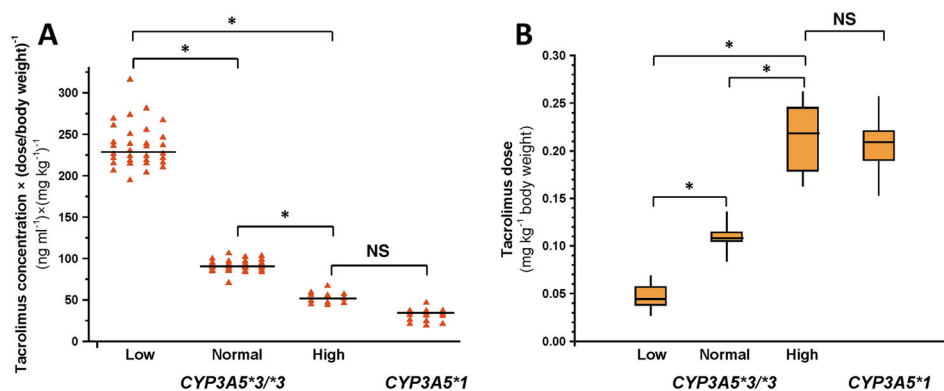 A
Tacrolimus concentration × (dose/body weight)⁻¹
(ng ml⁻¹)×(mg kg⁻¹)⁻¹
300
250
200
150
100
50
0
*
*
*
NS
Low Normal High
CYP3A5*3/*3 CYP3A5*1
B
Tacrolimus dose
(mg kg⁻¹ body weight)
0.30
0.25
0.20
0.15
0.10
0.05
0.00
NS
*
*
*
Low Normal High
CYP3A5*3/*3 CYP3A5*1